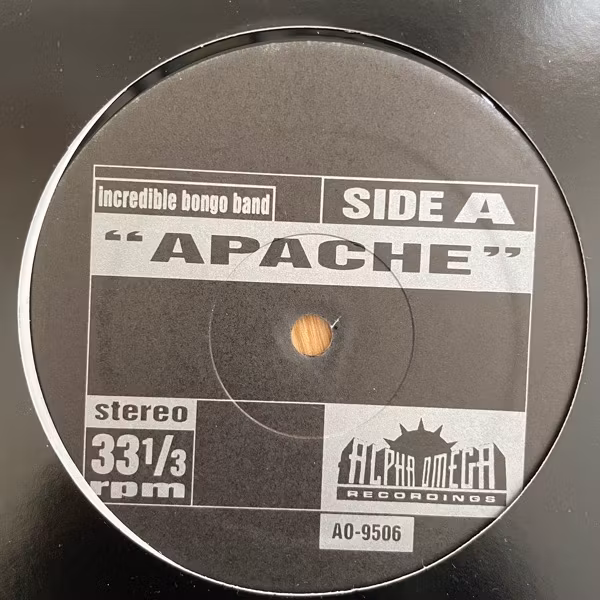 incredible bongo band
SIDE A
“APACHE”
stereo
33 1/3
rpm
ALPHA OMEGA
RECORDINGS
AO-9506